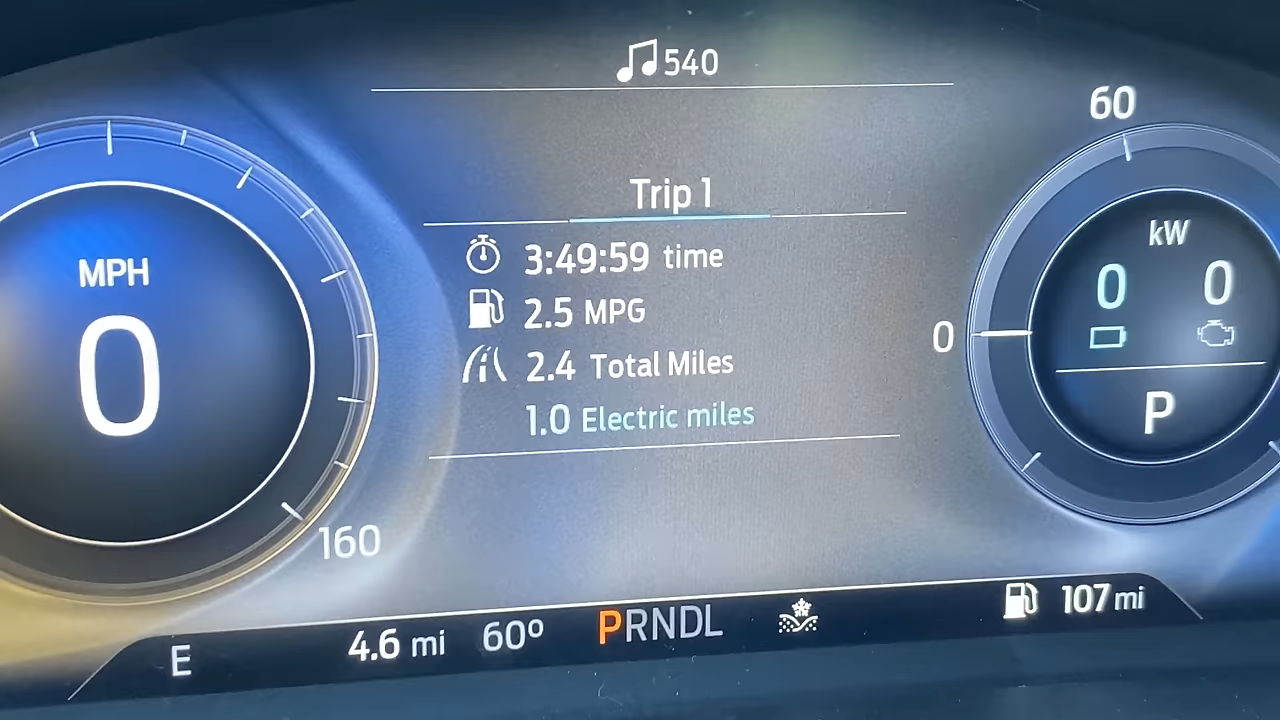 540
60
Trip 1
MPH
0
3:49:59 time
2.5 MPG
2.4 Total Miles
1.0 Electric miles
160
kW
0 0
0
P
E 4.6 mi 60º PRNDL 107 mi